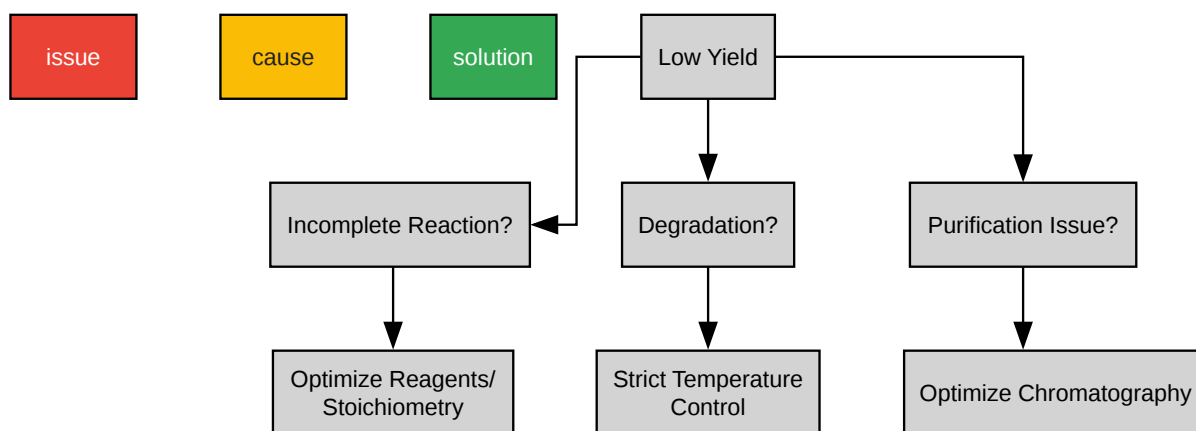 issue
cause
solution
Low Yield
Incomplete Reaction?
Degradation?
Purification Issue?
Optimize Reagents/
Stoichiometry
Strict Temperature
Control
Optimize Chromatography